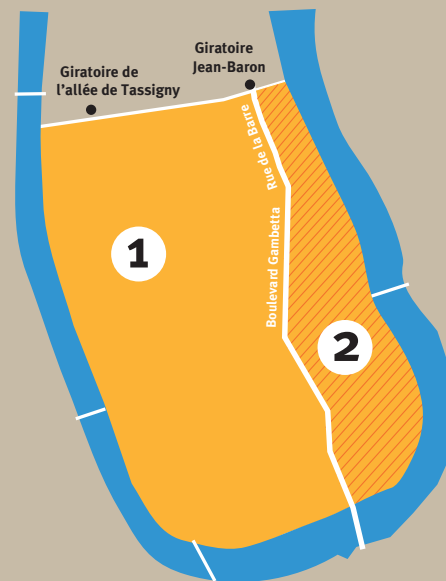 Giratoire
Jean-Baron
Giratoire de
l'allée de Tassigny
Rue de la Barre
Boulevard Gambetta
1
2